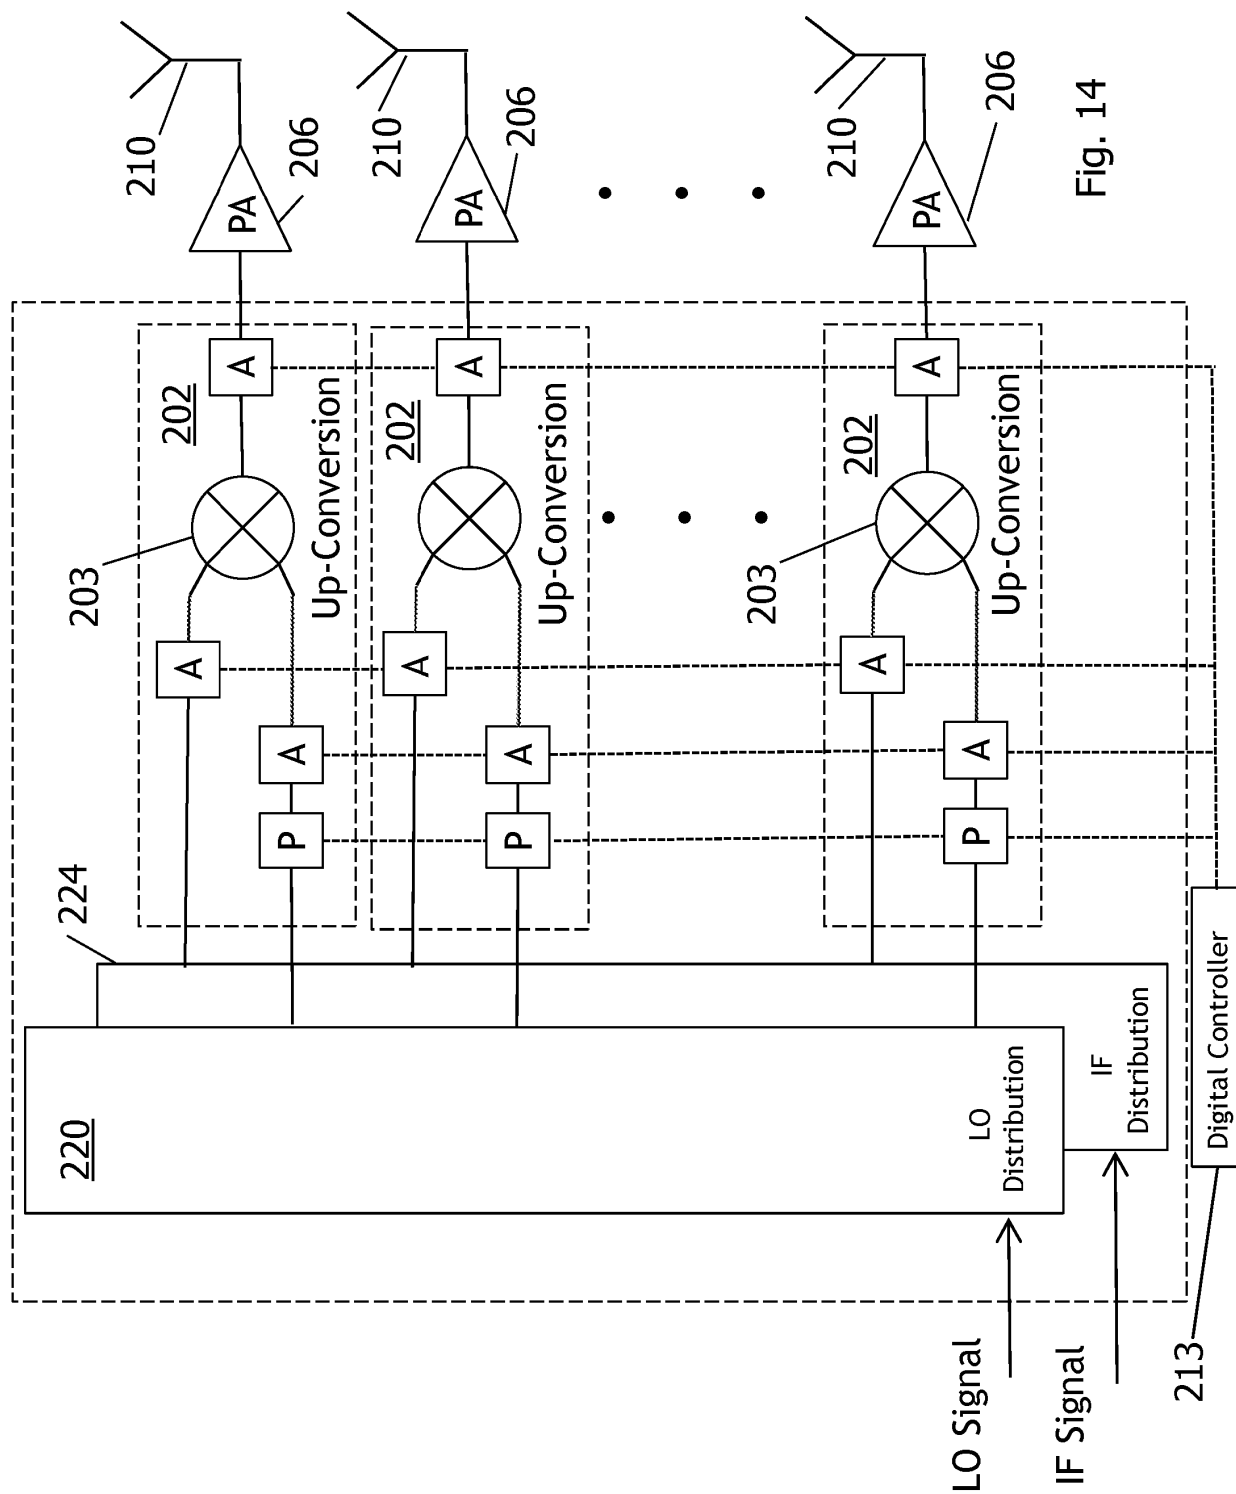 210
PA
206
202
A
203
A
A
P
Up-Conversion
210
PA
206
202
A
A
A
P
Up-Conversion
210
PA
206
202
A
203
A
A
P
Up-Conversion
224
220
LO
Distribution
IF
Distribution
Digital Controller
213
LO Signal
IF Signal
Fig. 14